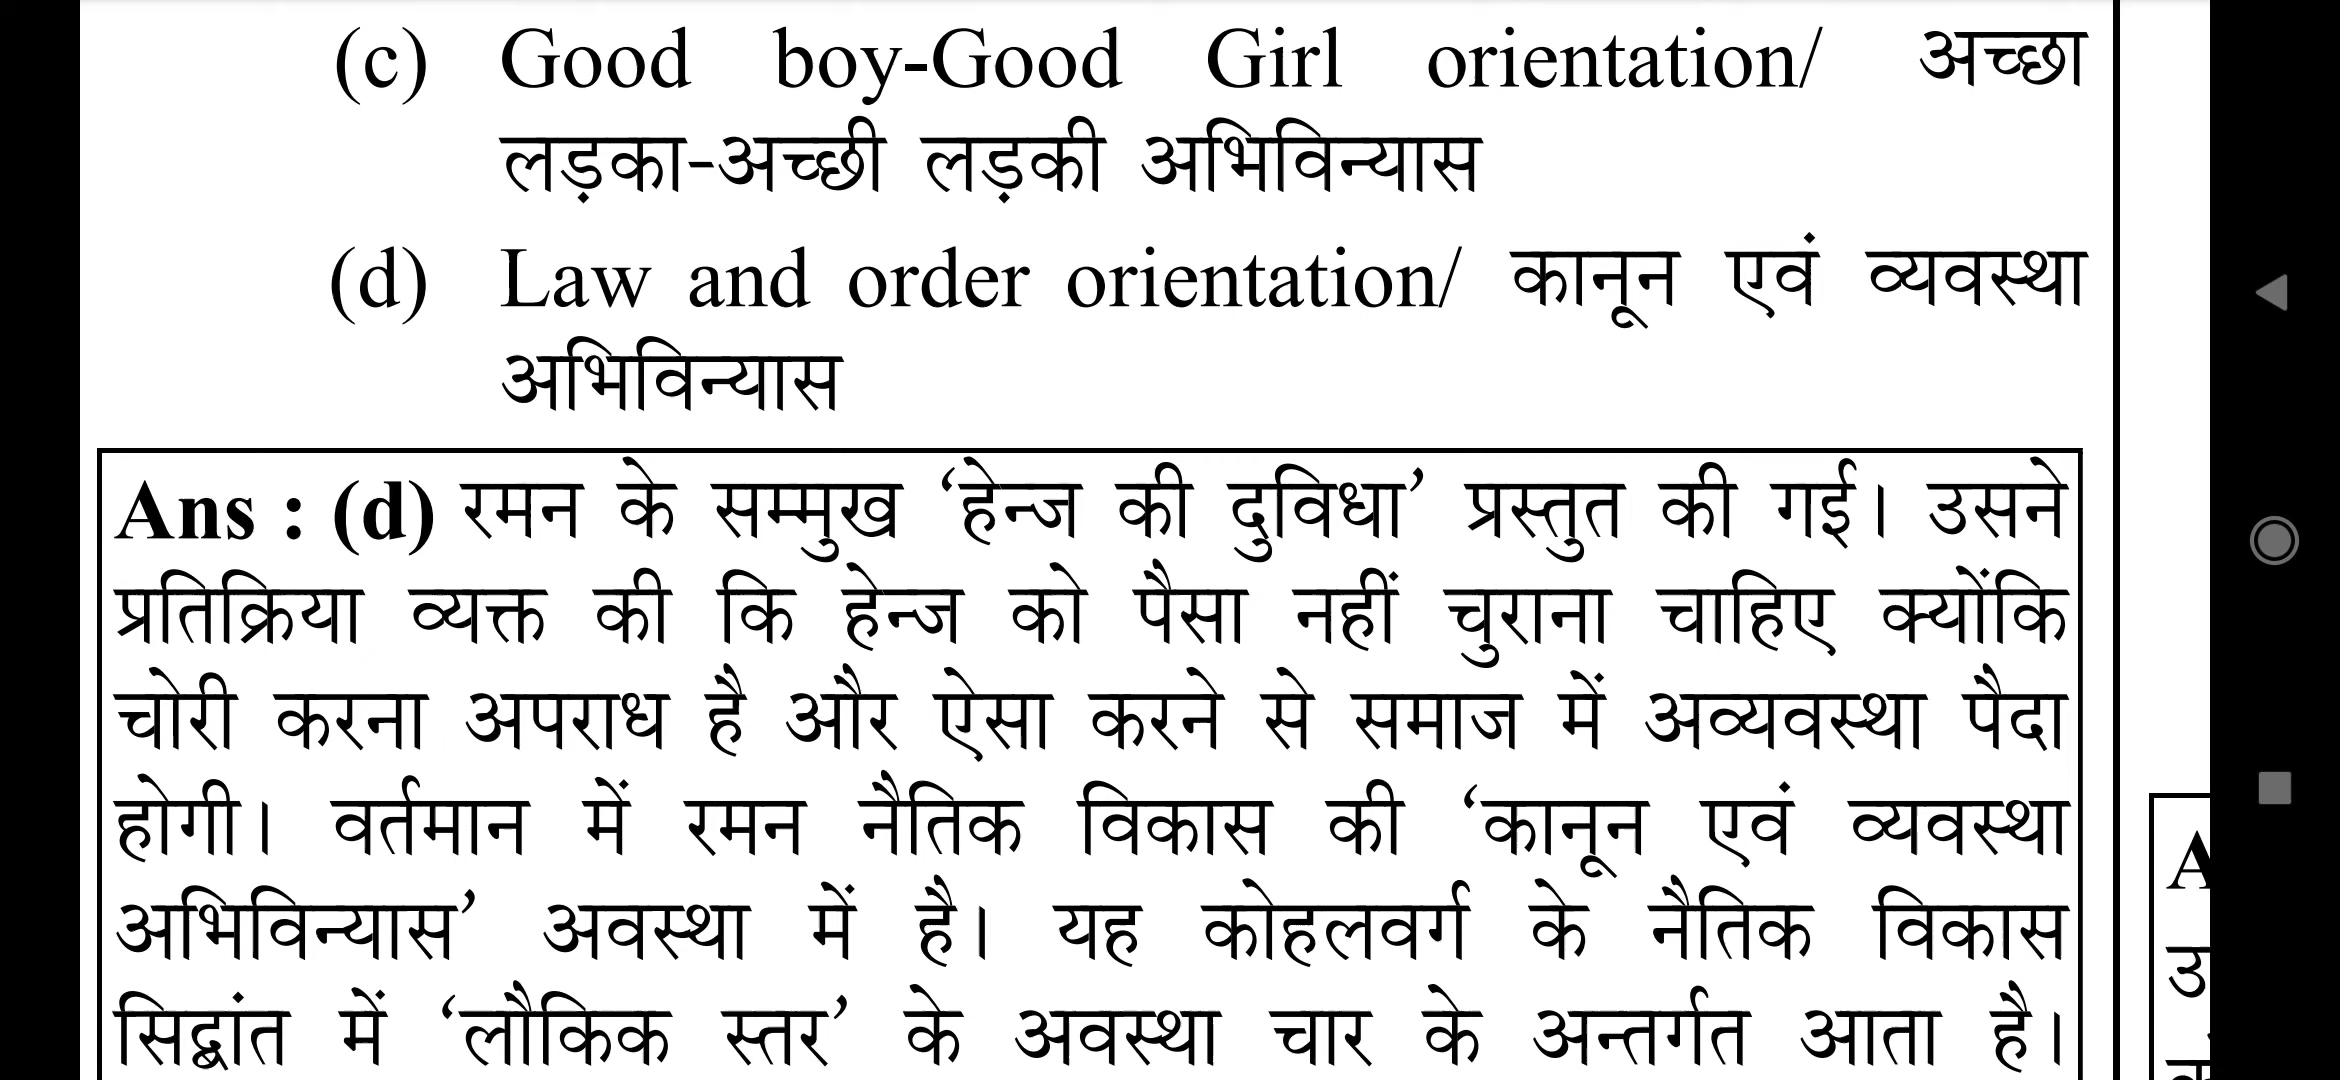 (c) Good boy-Good Girl orientation/ अच्छा
लड़का-अच्छी लड़की अभिविन्यास
(d) Law and order orientation/ कानून एवं व्यवस्था
अभिविन्यास
Ans : (d) रमन के सम्मुख ‘हेन्ज की दुविधा’ प्रस्तुत की गई। उसने
प्रतिक्रिया व्यक्त की कि हेन्ज को पैसा नहीं चुराना चाहिए क्योंकि
चोरी करना अपराध है और ऐसा करने से समाज में अव्यवस्था पैदा
होगी। वर्तमान में रमन नैतिक विकास की ‘कानून एवं व्यवस्था
अभिविन्यास’ अवस्था में है। यह कोहलवर्ग के नैतिक विकास
सिद्धांत में ‘लौकिक स्तर’ के अवस्था चार के अन्तर्गत आता है।